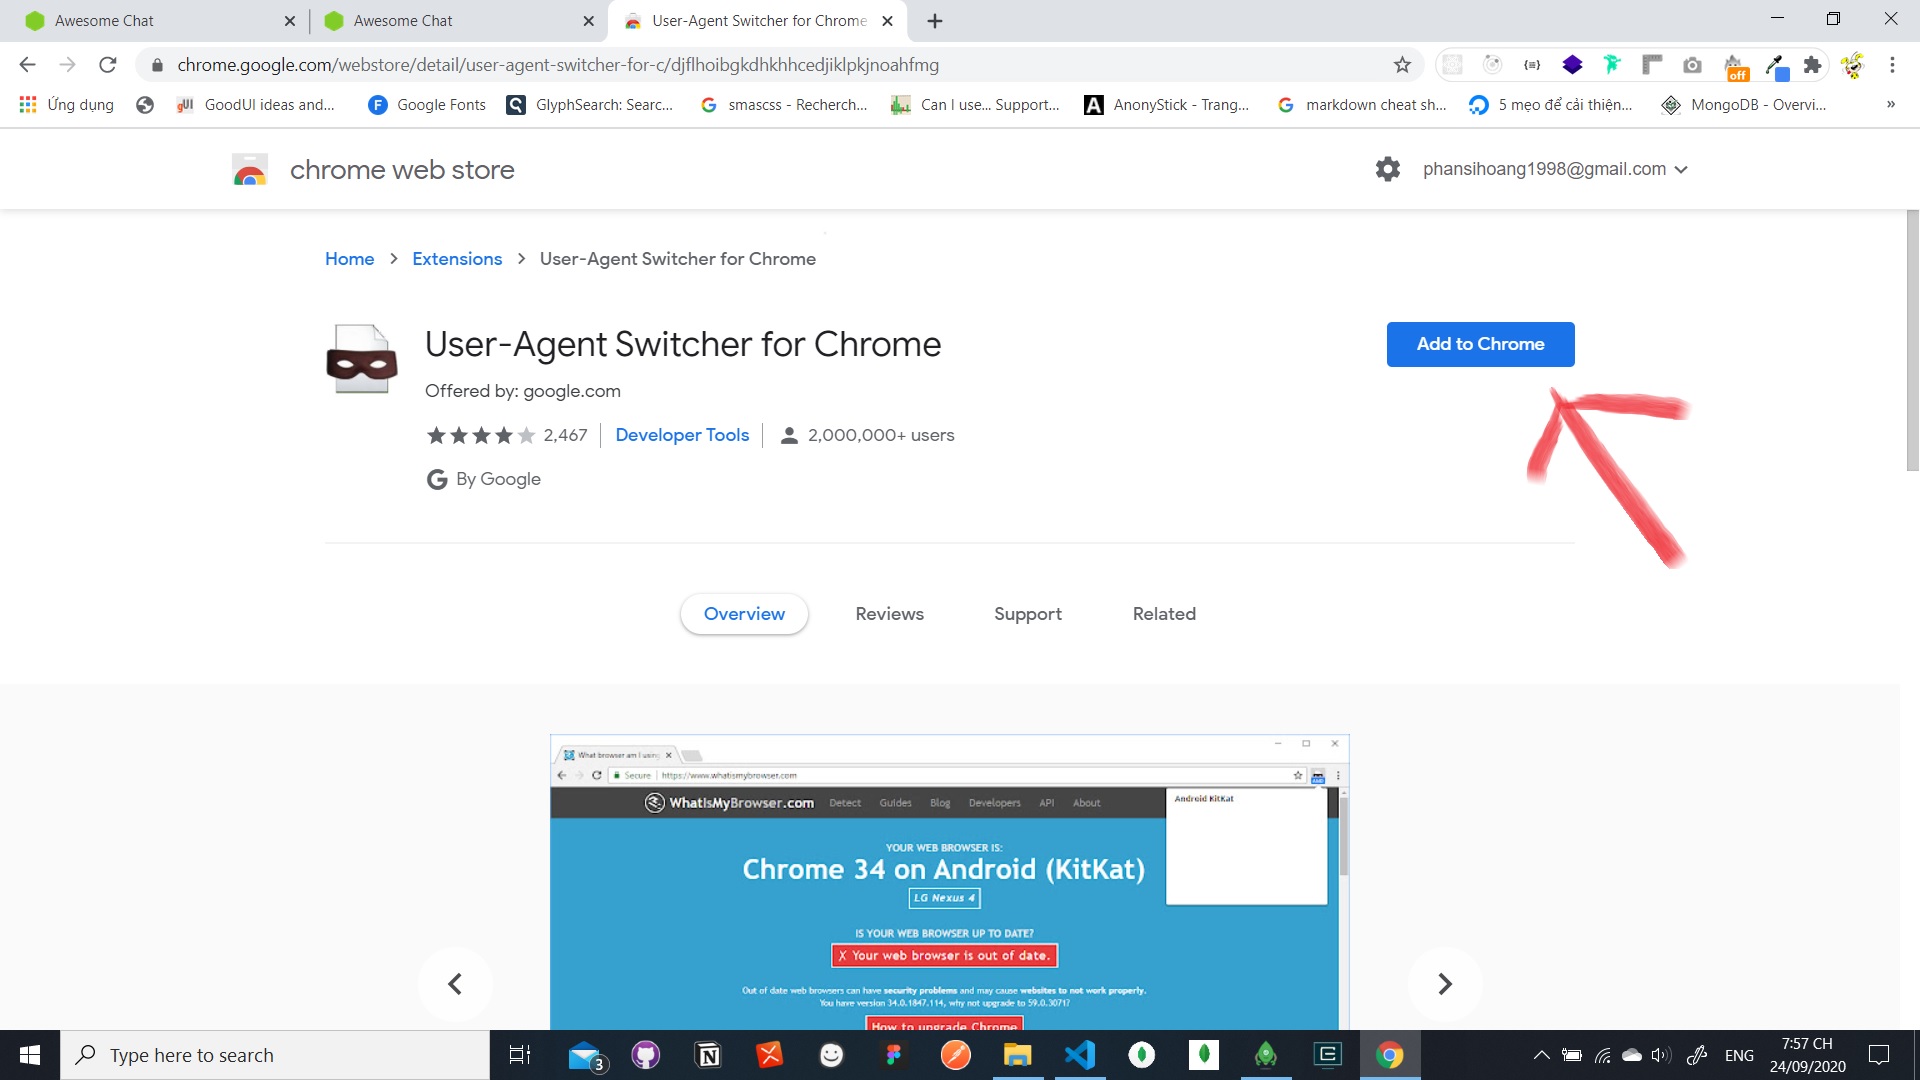 Awesome Chat
Awesome Chat
User-Agent Switcher for Chrome
chrome.google.com/webstore/detail/user-agent-switcher-for-c/djflhoibgkdhkhhcedjiklpkjnoahfmg
off
Ứng dụng
gUI GoodUI ideas and...
F Google Fonts
GlyphSearch: Searc...
smascss - Recherch...
Can I use... Support...
A AnonyStick - Trang...
markdown cheat sh...
5 mẹo để cải thiện...
MongoDB - Overvi...
»
chrome web store
phansihoang1998@gmail.com
Home > Extensions > User-Agent Switcher for Chrome
User-Agent Switcher for Chrome
Add to Chrome
Offered by: google.com
2,467
Developer Tools
2,000,000+ users
By Google
Overview
Reviews
Support
Related
What browser am I using
Secure
https://www.whatismybrowser.com
WhatIsMyBrowser.com
Detect
Guides
Blog
Developers
API
About
Android KitKat
YOUR WEB BROWSER IS:
Chrome 34 on Android (KitKat)
LG Nexus 4
IS YOUR WEB BROWSER UP TO DATE?
X Your web browser is out of date.
Out of date web browsers can have security problems and may cause websites to not work properly.
You have version 34.0.1847.114, why not upgrade to 59.0.3071?
How to upgrade Chrome
Type here to search
3
ENG
7:57 CH
24/09/2020